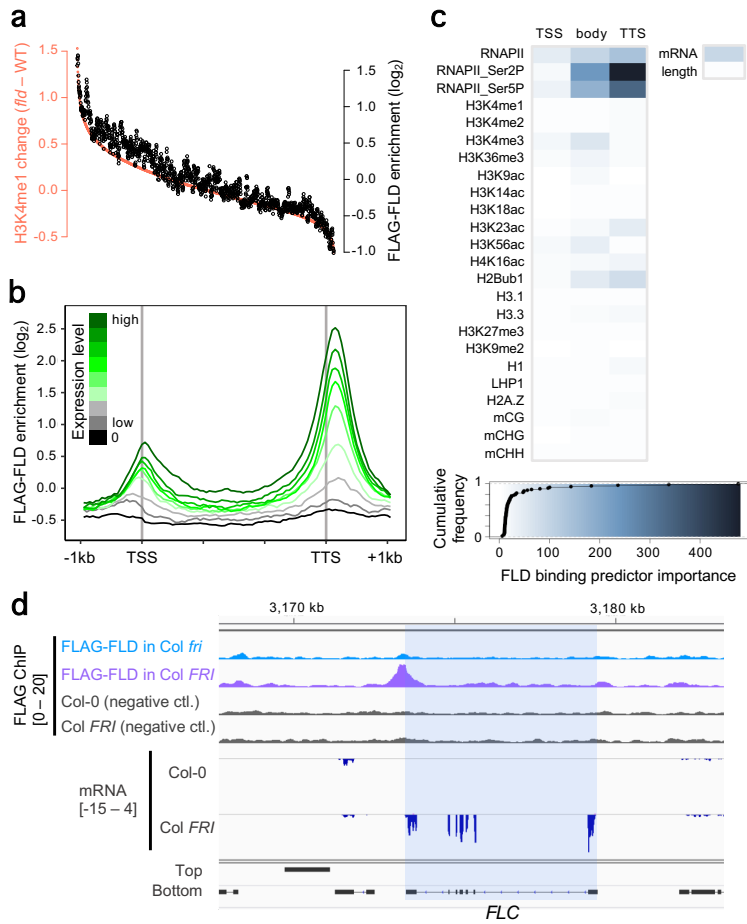 a
H3K4me1 change (fld – WT)
1.5
1.0
0.5
0.0
-0.5
1.5
1.0
0.5
0.0
-0.5
-1.0
FLAG-FLD enrichment (log2)
b
FLAG-FLD enrichment (log2)
2.5
2.0
1.5
1.0
0.5
0.0
-0.5
Expression level
high
low
0
-1kb
TSS
TTS
+1kb
c
TSS body TTS
RNAPII
RNAPII_Ser2P
RNAPII_Ser5P
H3K4me1
H3K4me2
H3K4me3
H3K36me3
H3K9ac
H3K14ac
H3K18ac
H3K23ac
H3K56ac
H4K16ac
H2Bub1
H3.1
H3.3
H3K27me3
H3K9me2
H1
LHP1
H2A.Z
mCG
mCHG
mCHH
mRNA
length
Cumulative
frequency
1
0
0 100 200 300 400
FLD binding predictor importance
d
3,170 kb 3,180 kb
FLAG ChIP
[0 – 20]
FLAG-FLD in Col fri
FLAG-FLD in Col FRI
Col-0 (negative ctl.)
Col FRI (negative ctl.)
mRNA
[-15 – 4]
Col-0
Col FRI
Top
Bottom
FLC